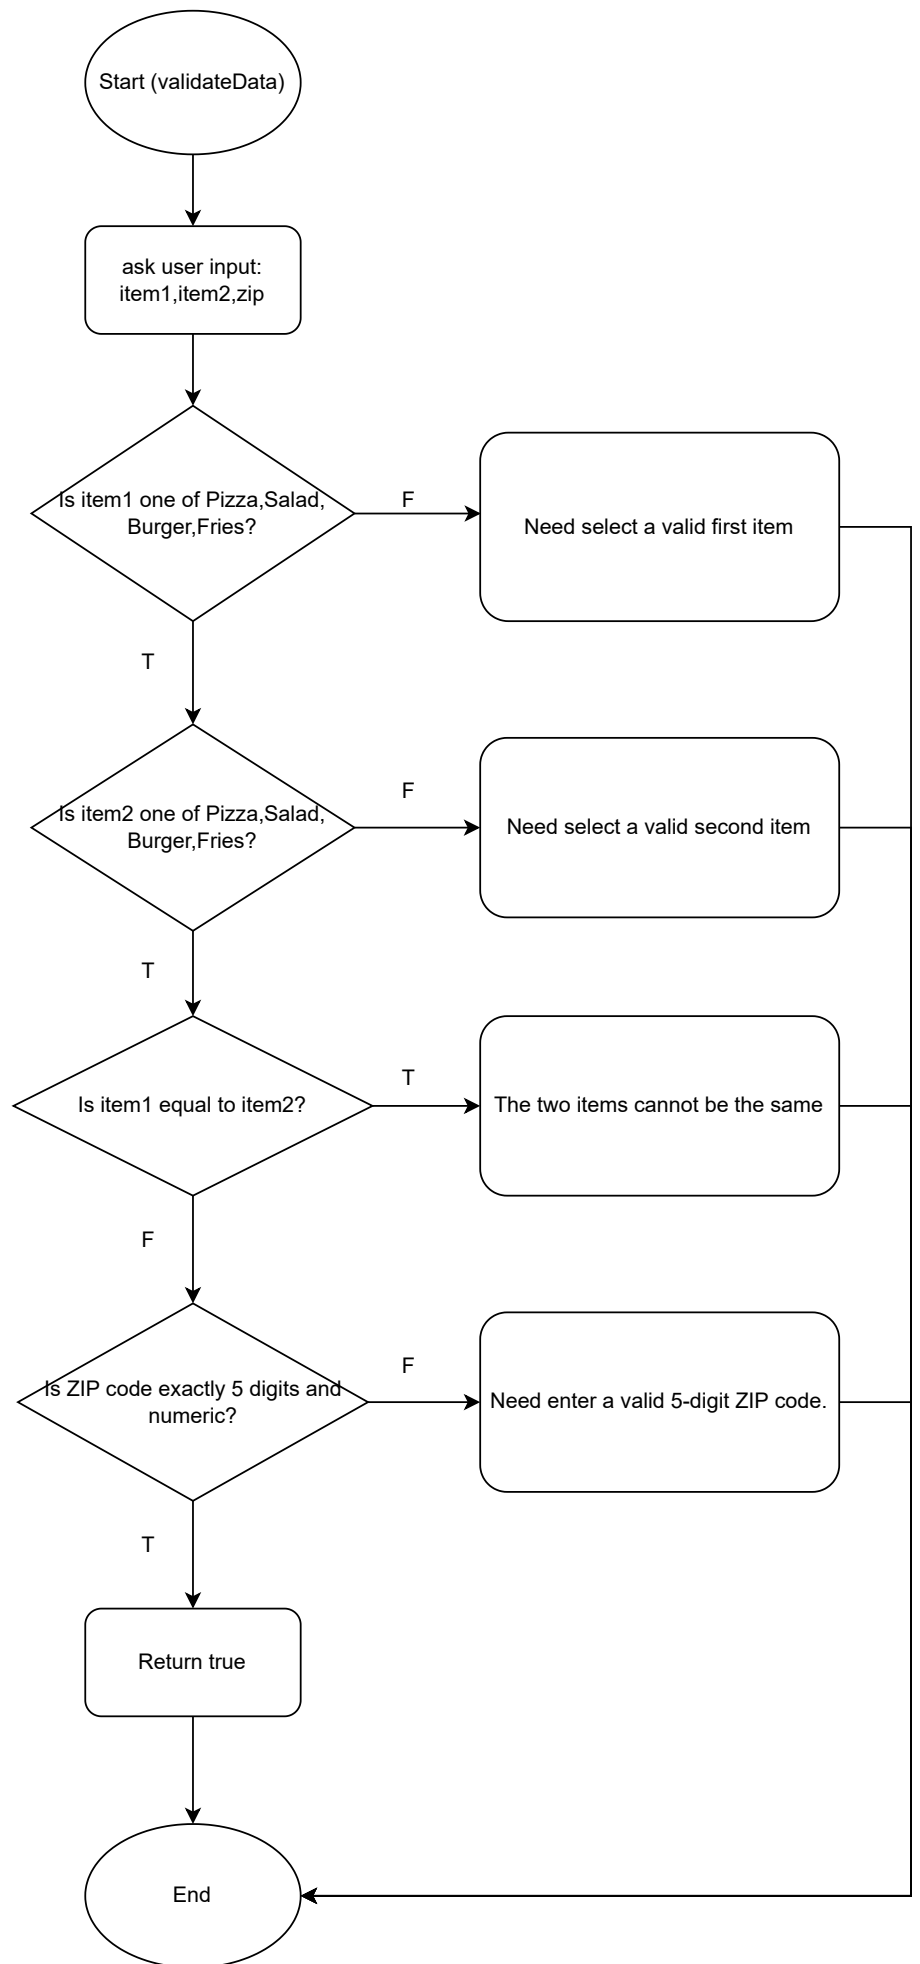 Start (validateData)
ask user input:
item1,item2,zip
Is item1 one of Pizza,Salad,
Burger,Fries?
F
Need select a valid first item
T
Is item2 one of Pizza,Salad,
Burger,Fries?
F
Need select a valid second item
T
Is item1 equal to item2?
T
The two items cannot be the same
F
Is ZIP code exactly 5 digits and
numeric?
F
Need enter a valid 5-digit ZIP code.
T
Return true
End